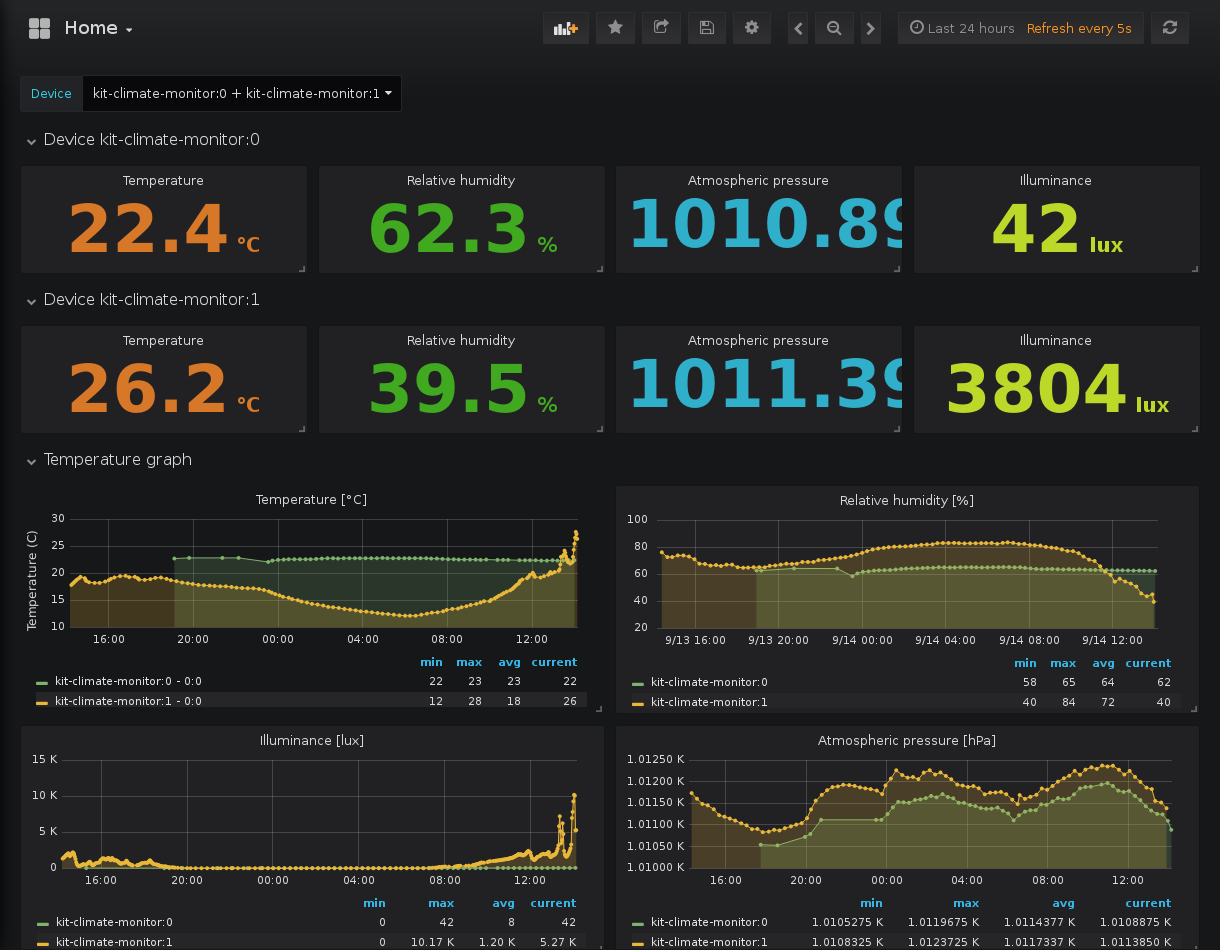 Home
Last 24 hours Refresh every 5s
Device kit-climate-monitor:0 + kit-climate-monitor:1
Device kit-climate-monitor:0
Temperature Relative humidity Atmospheric pressure Illuminance
22.4 °C 62.3 % 1010.89 42 lux
Device kit-climate-monitor:1
Temperature Relative humidity Atmospheric pressure Illuminance
26.2 °C 39.5 % 1011.39 3804 lux
Temperature graph
Temperature [°C]
Temperature (C)
30
25
20
15
10
16:00 20:00 00:00 04:00 08:00 12:00
min max avg current
kit-climate-monitor:0 - 0:0 22 23 23 22
kit-climate-monitor:1 - 0:0 12 28 18 26
Relative humidity [%]
100
80
60
40
20
9/13 16:00 9/13 20:00 9/14 00:00 9/14 04:00 9/14 08:00 9/14 12:00
min max avg current
kit-climate-monitor:0 58 65 64 62
kit-climate-monitor:1 40 84 72 40
Illuminance [lux]
15 K
10 K
5 K
0
16:00 20:00 00:00 04:00 08:00 12:00
min max avg current
kit-climate-monitor:0 0 42 8 42
kit-climate-monitor:1 0 10.17 K 1.20 K 5.27 K
Atmospheric pressure [hPa]
1.01250 K
1.01200 K
1.01150 K
1.01100 K
1.01050 K
1.01000 K
16:00 20:00 00:00 04:00 08:00 12:00
min max avg current
kit-climate-monitor:0 1.0105275 K 1.0119675 K 1.0114377 K 1.0108875 K
kit-climate-monitor:1 1.0108325 K 1.0123725 K 1.0117337 K 1.0113850 K